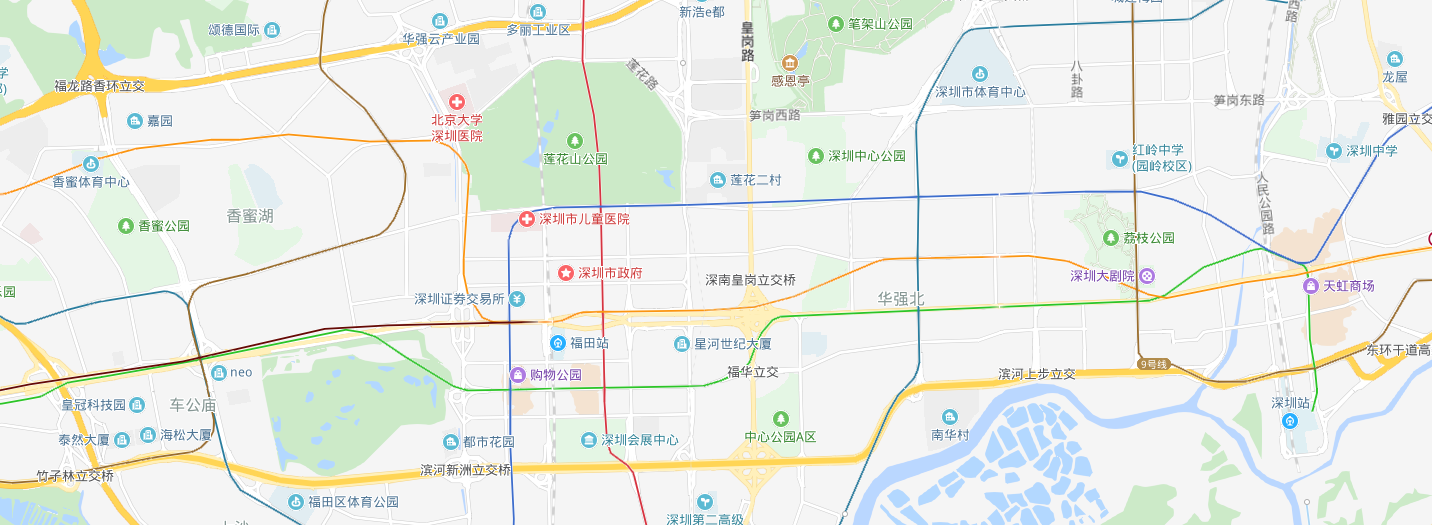 颂德国际
华强云产业园
多丽工业区
新浩e都
皇岗路
笔架山公园
感恩亭
莲花路
福龙路香环立交
嘉园
北京大学
深圳医院
莲花山公园
笋岗西路
深圳市体育中心
八卦路
笋岗东路
龙屋
雅园立交
香蜜体育中心
深圳中心公园
莲花二村
红岭中学
(园岭校区)
深圳中学
人民公园路
香蜜公园
香蜜湖
深圳市儿童医院
荔枝公园
深圳市政府
深南皇岗立交桥
深圳大剧院
天虹商场
深圳证券交易所
华强北
福田站
星河世纪大厦
东环干道高
9号线
neo
购物公园
福华立交
滨河上步立交
皇冠科技园
车公庙
深圳站
泰然大厦
海松大厦
都市花园
深圳会展中心
中心公园A区
南华村
竹子林立交桥
滨河新洲立交桥
福田区体育公园
深圳第二高级